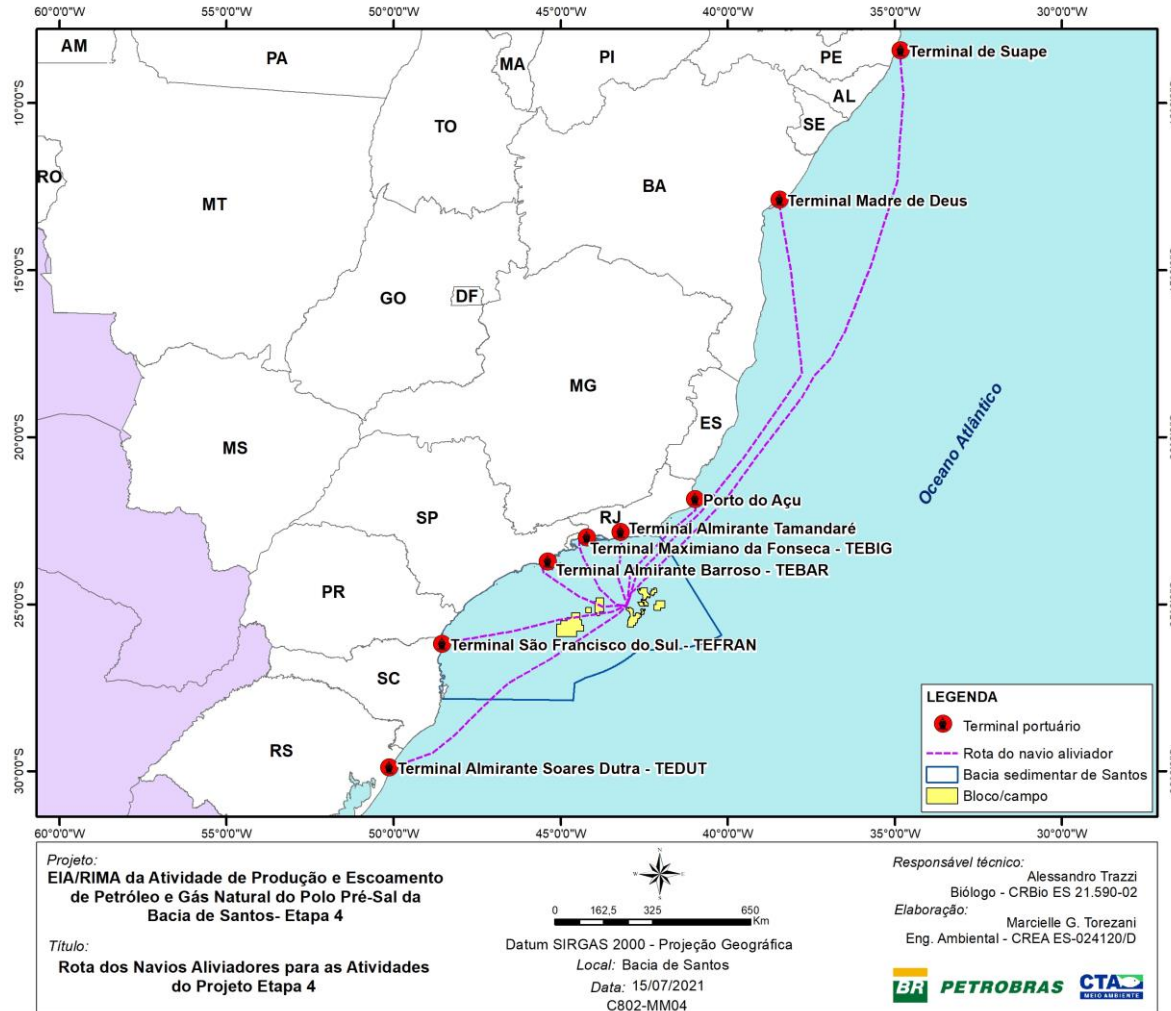 60°0'0"W
55°0'0"W
50°0'0"W
45°0'0"W
40°0'0"W
35°0'0"W
30°0'0"W
AM
PA
MA
PI
PE
Terminal de Suape
AL
SE
TO
10°0'0"S
RO
MT
BA
Terminal Madre de Deus
15°0'0"S
GO
DF
MG
ES
MS
20°0'0"S
Oceano Atlântico
SP
Porto do Açu
RJ
Terminal Almirante Tamandaré
Terminal Maximiano da Fonseca - TEBIG
Terminal Almirante Barroso - TEBAR
PR
25°0'0"S
Terminal São Francisco do Sul - TEFRAN
SC
RS
Terminal Almirante Soares Dutra - TEDUT
30°0'0"S
LEGENDA
Terminal portuário
Rota do navio aliviador
Bacia sedimentar de Santos
Bloco/campo
60°0'0"W
55°0'0"W
50°0'0"W
45°0'0"W
40°0'0"W
35°0'0"W
30°0'0"W
Projeto:
EIA/RIMA da Atividade de Produção e Escoamento
de Petróleo e Gás Natural do Polo Pré-Sal da
Bacia de Santos- Etapa 4
Título:
Rota dos Navios Aliviadores para as Atividades
do Projeto Etapa 4
N
0 162,5 325 650
Km
Datum SIRGAS 2000 - Projeção Geográfica
Local: Bacia de Santos
Data: 15/07/2021
C802-MM04
Responsável técnico:
Alessandro Trazzi
Biólogo - CRBio ES 21.590-02
Elaboração:
Marcielle G. Torezani
Eng. Ambiental - CREA ES-024120/D
BR PETROBRAS
CTA
MEIO AMBIENTE